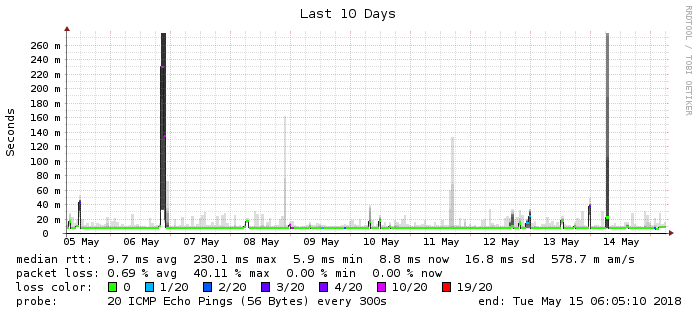 Last 10 Days
RRDTOOL / TOBI OETIKER
Seconds
260 m
240 m
220 m
200 m
180 m
160 m
140 m
120 m
100 m
80 m
60 m
40 m
20 m
0
05 May 06 May 07 May 08 May 09 May 10 May 11 May 12 May 13 May 14 May
median rtt: 9.7 ms avg 230.1 ms max 5.9 ms min 8.8 ms now 16.8 ms sd 578.7 m am/s
packet loss: 0.69 % avg 40.11 % max 0.00 % min 0.00 % now
loss color: 0 1/20 2/20 3/20 4/20 10/20 19/20
probe: 20 ICMP Echo Pings (56 Bytes) every 300s end: Tue May 15 06:05:10 2018